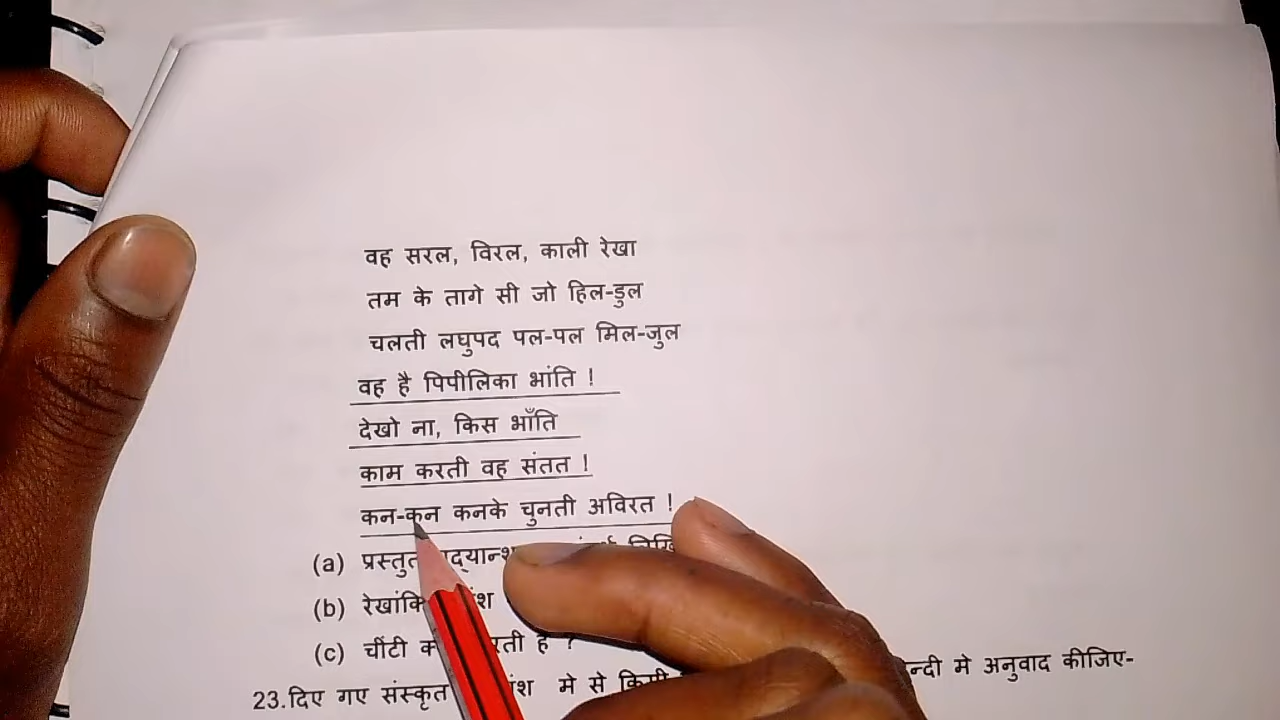 वह सरल, विरल, काली रेखा
तम के तागे सी जो हिल-डुल
चलती लघुपद पल-पल मिल-जुल
वह है पिपीलिका भांति !
देखो ना, किस भाँति
काम करती वह संतत !
कन-कन कनके चुनती अविरत !
(a)
(b)
(c) चींटी
23.दिए गए संस्कृत मे से मे अनुवाद कीजिए-